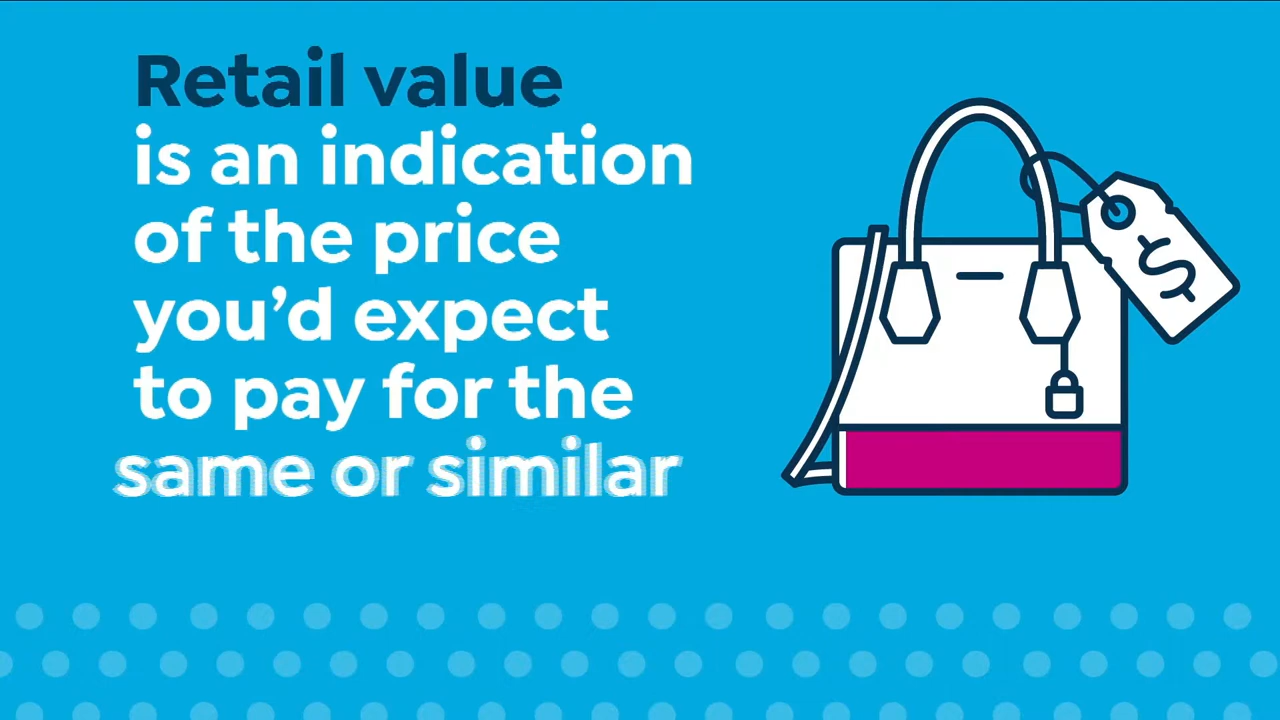 Retail value
is an indication
of the price
you’d expect
to pay for the
same or similar
$